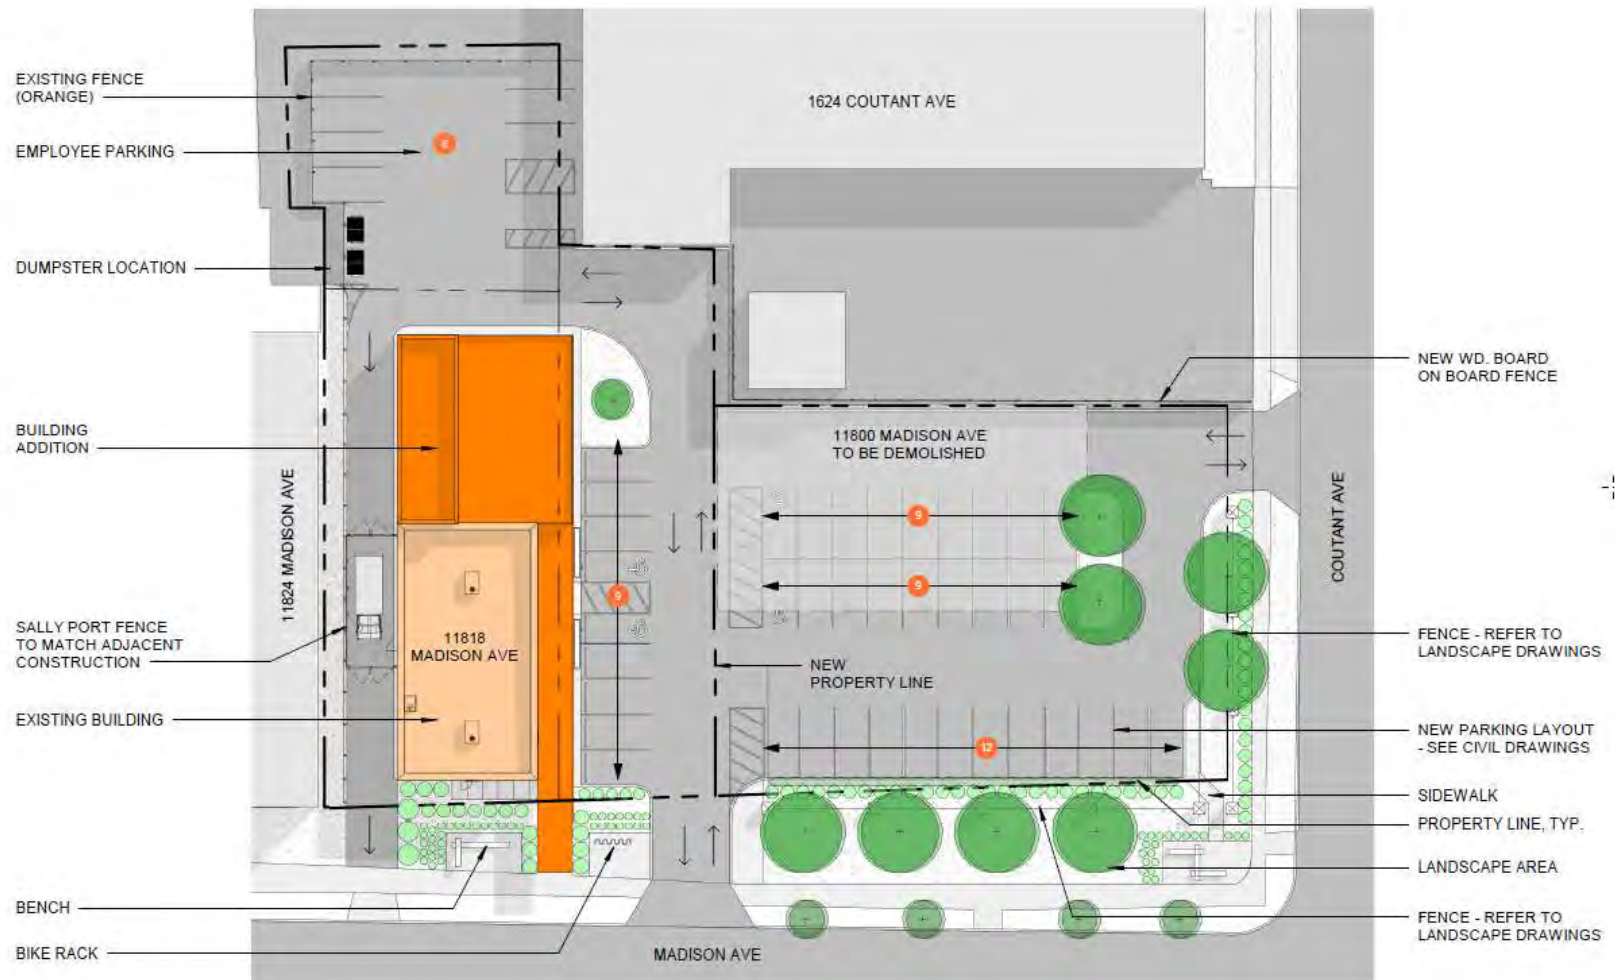 EXISTING FENCE
(ORANGE)
EMPLOYEE PARKING
DUMPSTER LOCATION
BUILDING
ADDITION
11824 MADISON AVE
SALLY PORT FENCE
TO MATCH ADJACENT
CONSTRUCTION
EXISTING BUILDING
BENCH
BIKE RACK
1624 COUTANT AVE
11800 MADISON AVE
TO BE DEMOLISHED
9
9
9
11818
MADISON AVE
NEW
PROPERTY LINE
12
MADISON AVE
COUTANT AVE
NEW WD. BOARD
ON BOARD FENCE
FENCE - REFER TO
LANDSCAPE DRAWINGS
NEW PARKING LAYOUT
- SEE CIVIL DRAWINGS
SIDEWALK
PROPERTY LINE, TYP.
LANDSCAPE AREA
FENCE - REFER TO
LANDSCAPE DRAWINGS